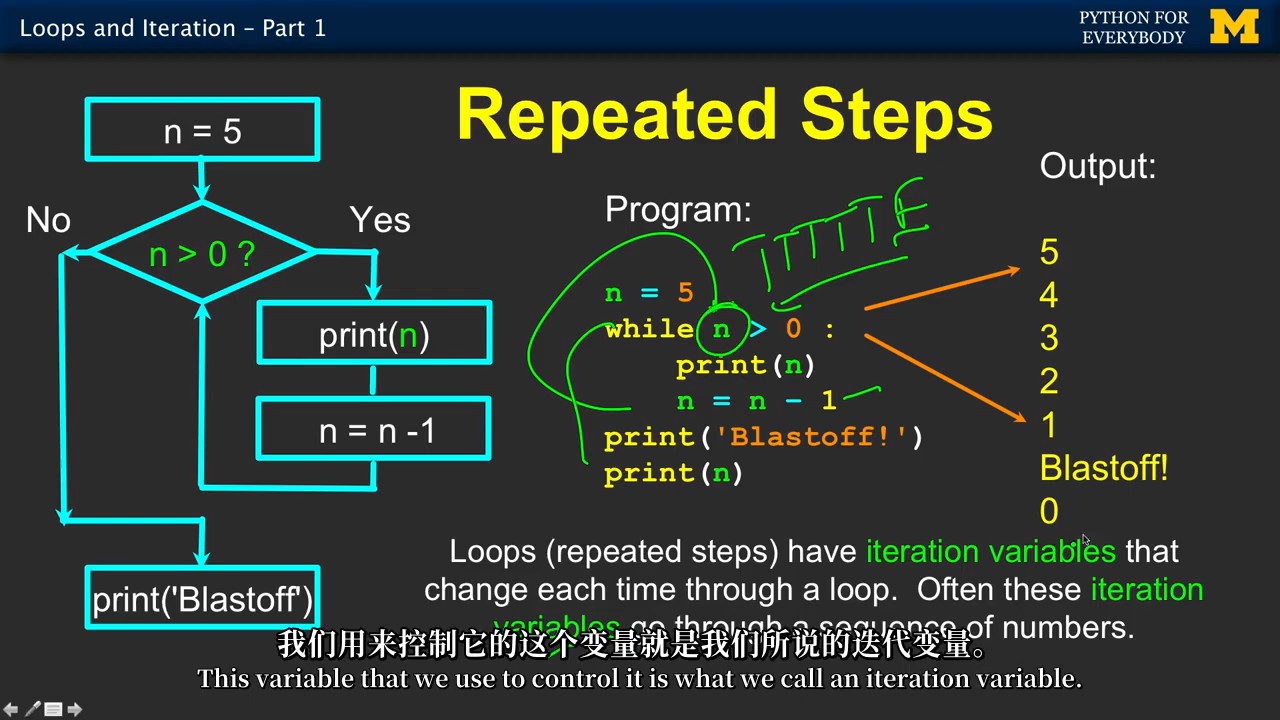 Loops and Iteration – Part 1
PYTHON FOR
EVERYBODY
M
Repeated Steps
n = 5
No
Yes
n > 0 ?
print(n)
n = n -1
print('Blastoff')
Program:
TTTTTF
n = 5
while n > 0 :
print(n)
n = n - 1
print('Blastoff!')
print(n)
Output:
5
4
3
2
1
Blastoff!
0
Loops (repeated steps) have iteration variables that
change each time through a loop. Often these iteration
variables go through a sequence of numbers.
我们用来控制它的这个变量就是我们所说的迭代变量。
This variable that we use to control it is what we call an iteration variable.